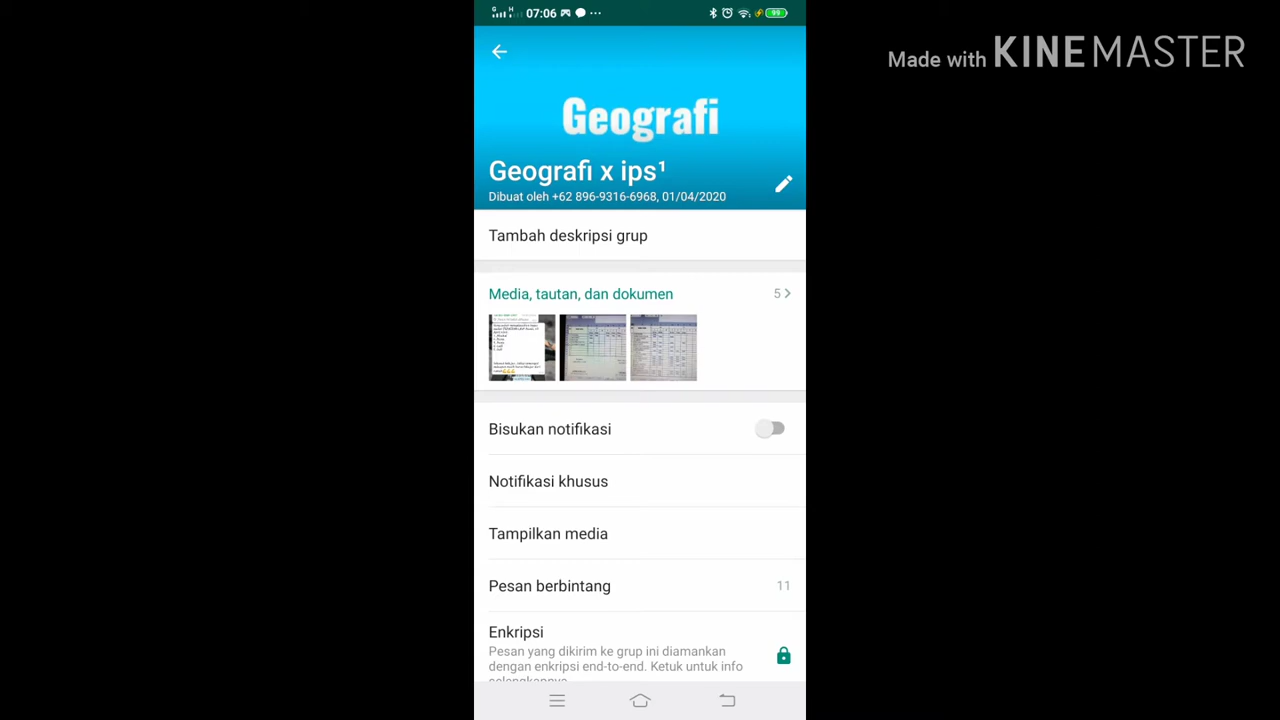 07:06
99
Made with KINEMASTER
Geografi
Geografi x ips¹
Dibuat oleh +62 896-9316-6968, 01/04/2020
Tambah deskripsi grup
Media, tautan, dan dokumen
5
Bisukan notifikasi
Notifikasi khusus
Tampilkan media
Pesan berbintang
11
Enkripsi
Pesan yang dikirim ke grup ini diamankan
dengan enkripsi end-to-end. Ketuk untuk info
selengkapnya